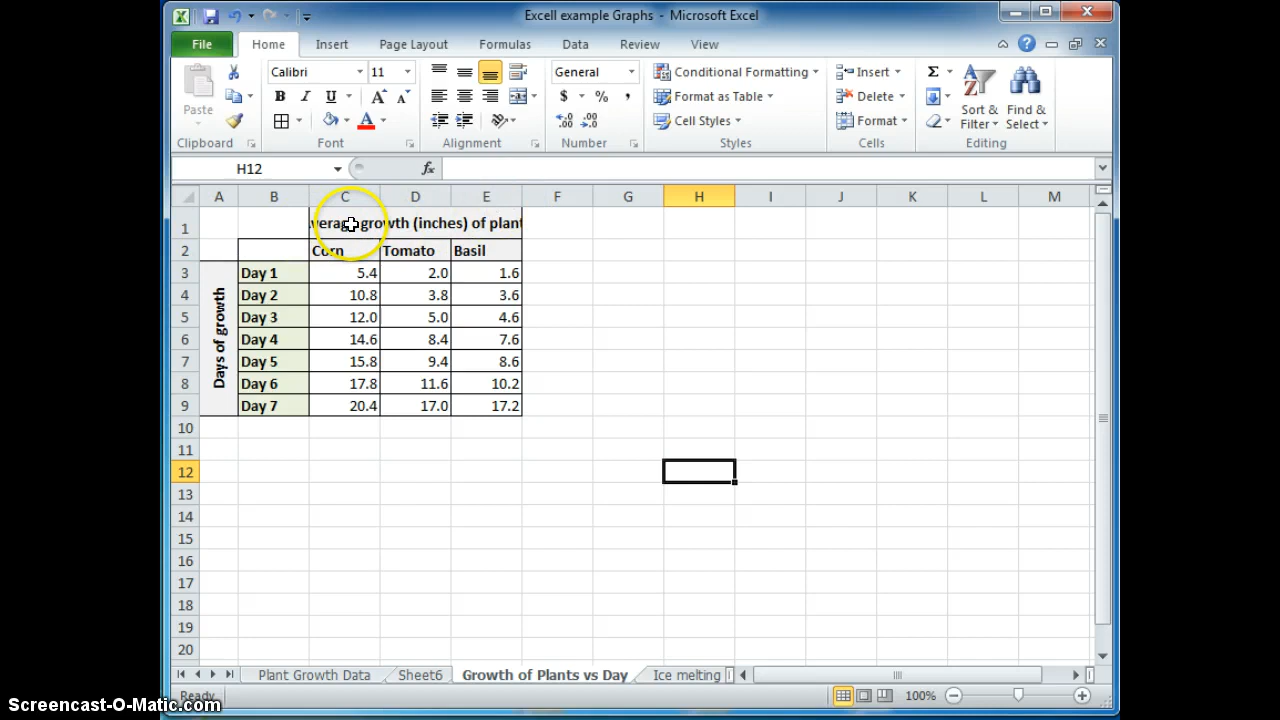 Excell example Graphs - Microsoft Excel
File Home Insert Page Layout Formulas Data Review View
Calibri 11 General Conditional Formatting Insert Σ
Paste B I U A A $ % , Format as Table Delete Sort & Filter Find & Select
A Cell Styles Format
Clipboard Font Alignment Number Styles Cells Editing
H12 fx
A B C D E F G H I J K L M
1 growth (inches) of plant
2 Corn Tomato Basil
Days of growth
3 Day 1 5.4 2.0 1.6
4 Day 2 10.8 3.8 3.6
5 Day 3 12.0 5.0 4.6
6 Day 4 14.6 8.4 7.6
7 Day 5 15.8 9.4 8.6
8 Day 6 17.8 11.6 10.2
9 Day 7 20.4 17.0 17.2
10
11
12
13
14
15
16
17
18
19
20
Plant Growth Data Sheet6 Growth of Plants vs Day Ice melting
Ready 100%
Screencast-O-Matic.com